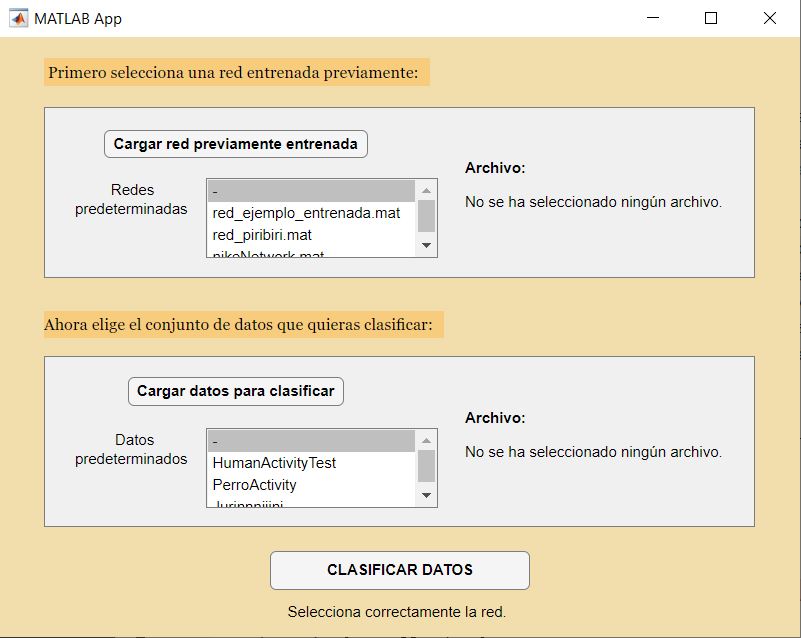 MATLAB App
Primero selecciona una red entrenada previamente:
Cargar red previamente entrenada
Redes
predeterminadas
-
red_ejemplo_entrenada.mat
red_piribiri.mat
nikeNetwork.mat
Archivo:
No se ha seleccionado ningún archivo.
Ahora elige el conjunto de datos que quieras clasificar:
Cargar datos para clasificar
Datos
predeterminados
-
HumanActivityTest
PerroActivity
Archivo:
No se ha seleccionado ningún archivo.
CLASIFICAR DATOS
Selecciona correctamente la red.